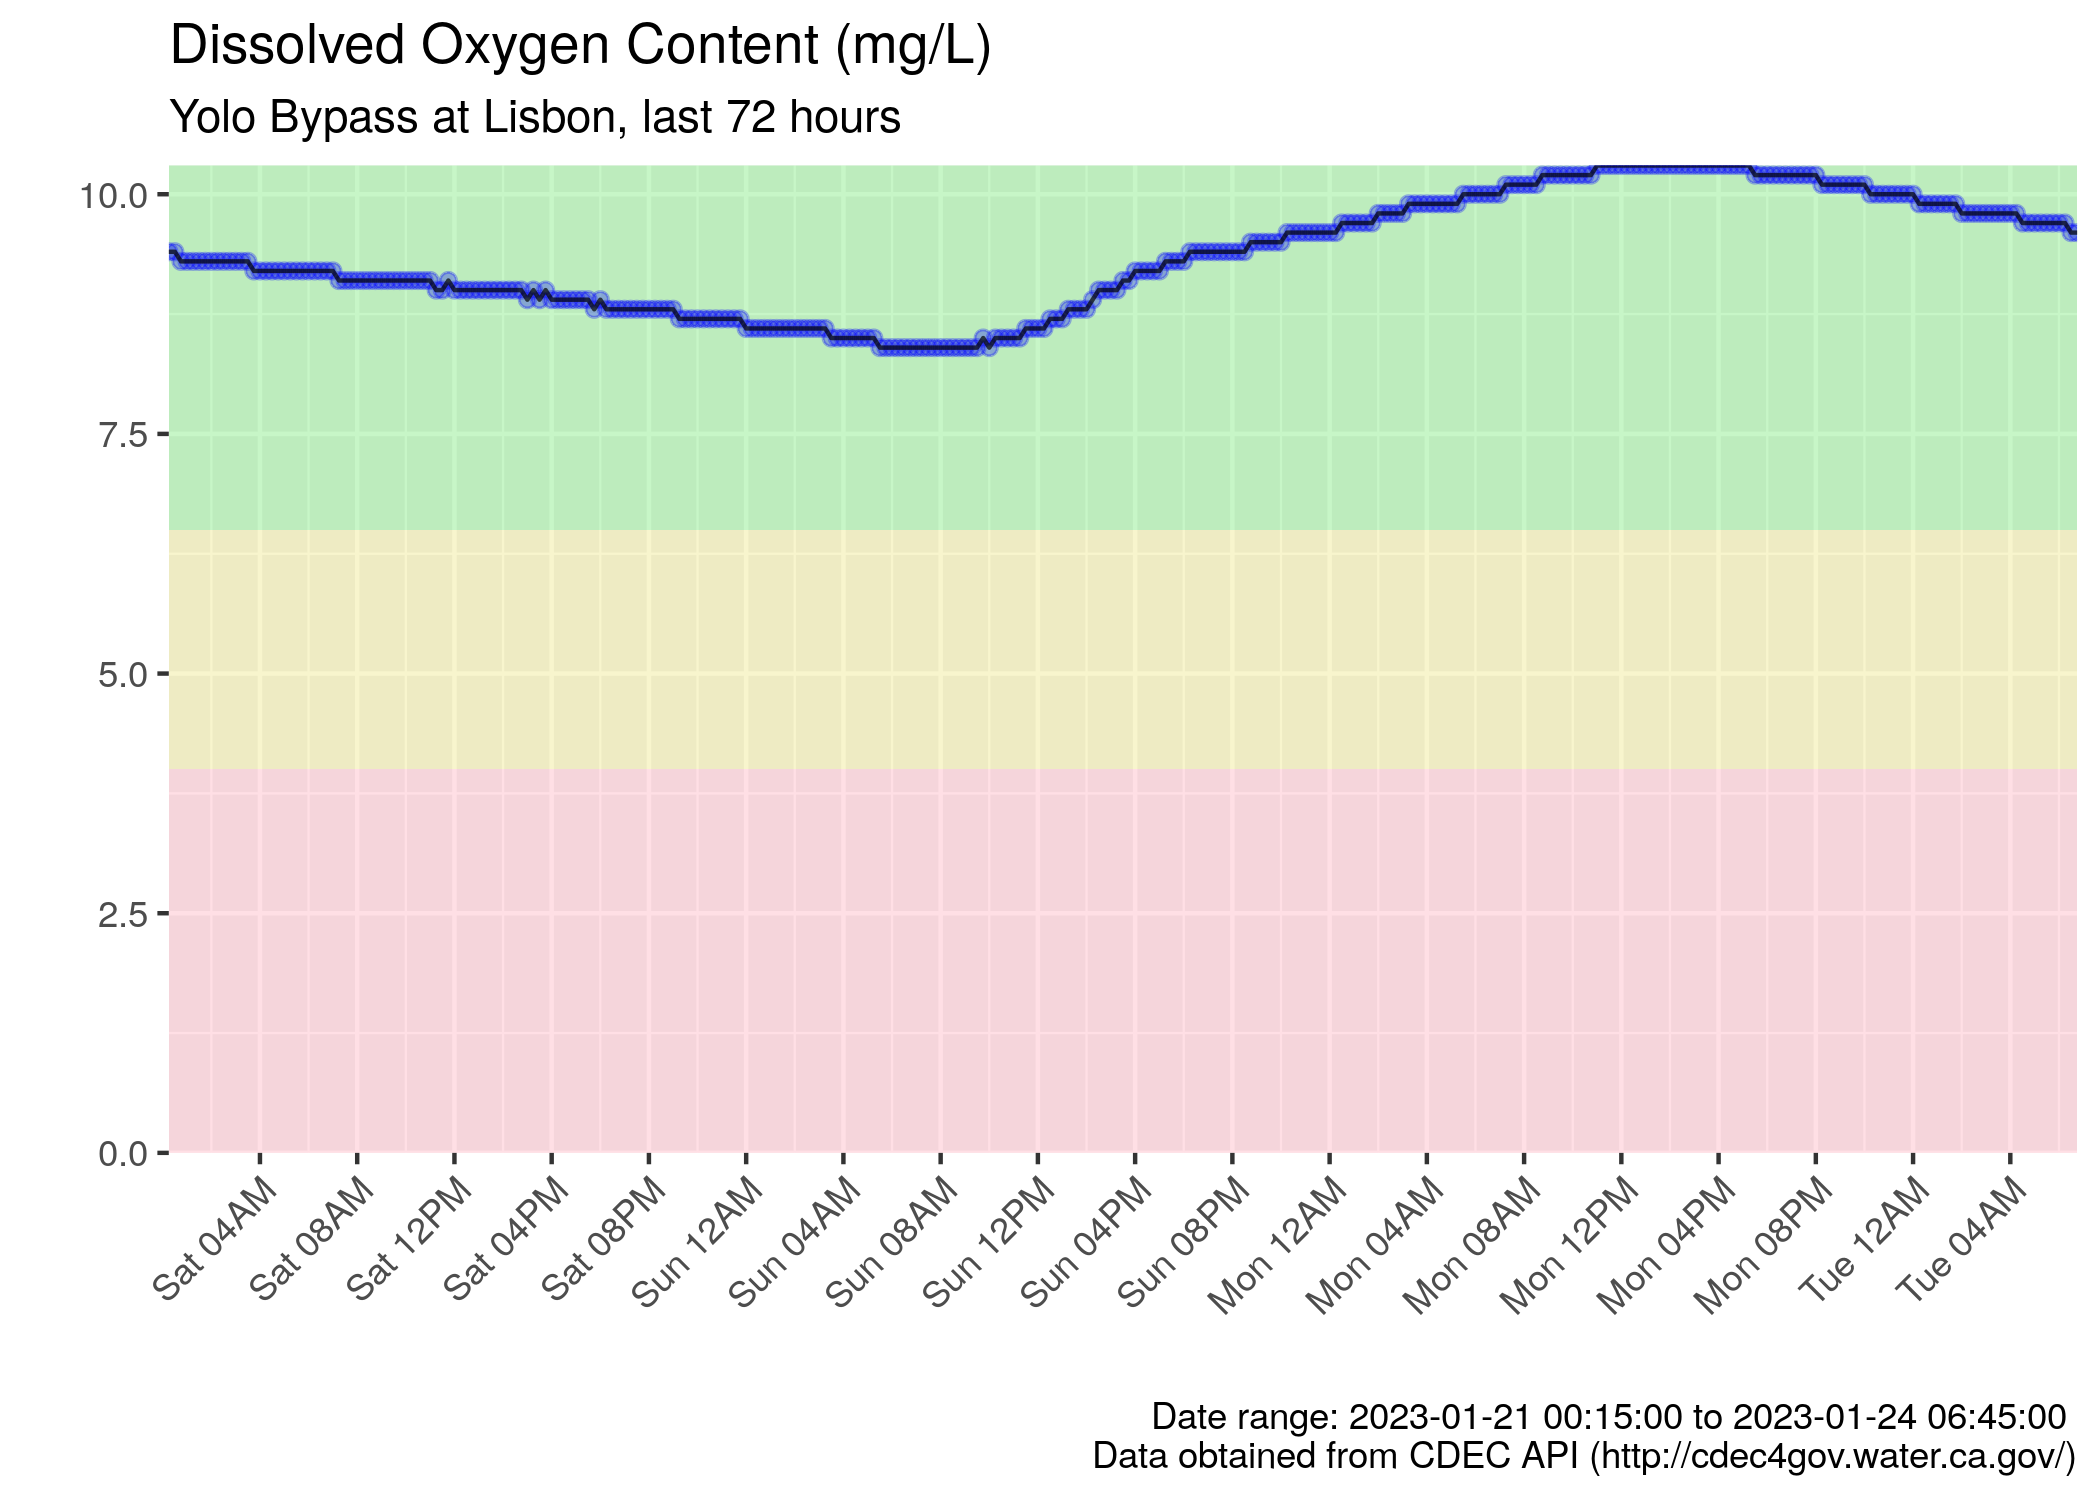 Dissolved Oxygen Content (mg/L)
Yolo Bypass at Lisbon, last 72 hours
10.0
7.5
5.0
2.5
0.0
Sat 04AM
Sat 08AM
Sat 12PM
Sat 04PM
Sat 08PM
Sun 12AM
Sun 04AM
Sun 08AM
Sun 12PM
Sun 04PM
Sun 08PM
Mon 12AM
Mon 04AM
Mon 08AM
Mon 12PM
Mon 04PM
Mon 08PM
Tue 12AM
Tue 04AM
Date range: 2023-01-21 00:15:00 to 2023-01-24 06:45:00
Data obtained from CDEC API (http://cdec4gov.water.ca.gov/)